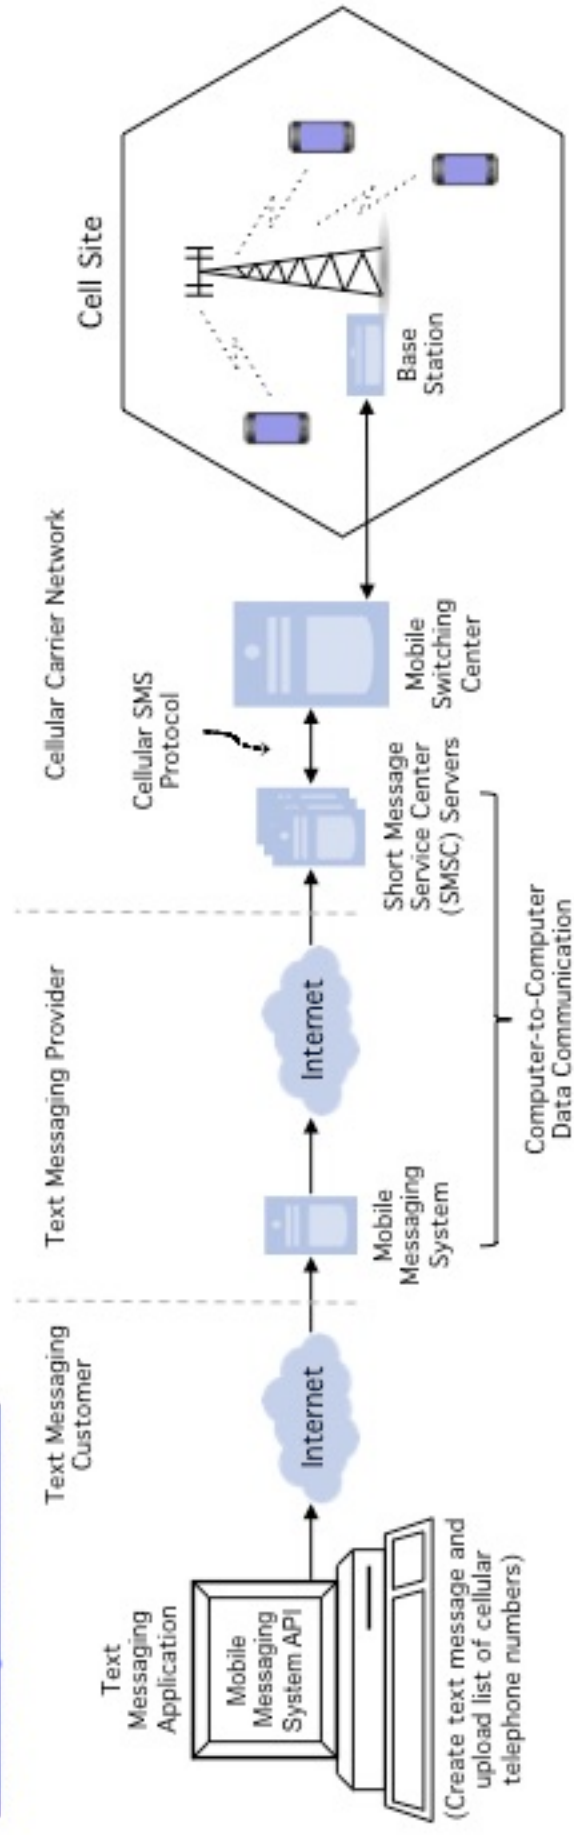 Text Messaging
Customer
Text Messaging Provider
Cellular Carrier Network
Cell Site
Text
Messaging
Application
Mobile
Messaging
System API
(Create text message and
upload list of cellular
telephone numbers)
Internet
Mobile
Messaging
System
Internet
Cellular SMS
Protocol
Short Message
Service Center
(SMSC) Servers
Mobile
Switching
Center
Base
Station
Computer-to-Computer
Data Communication